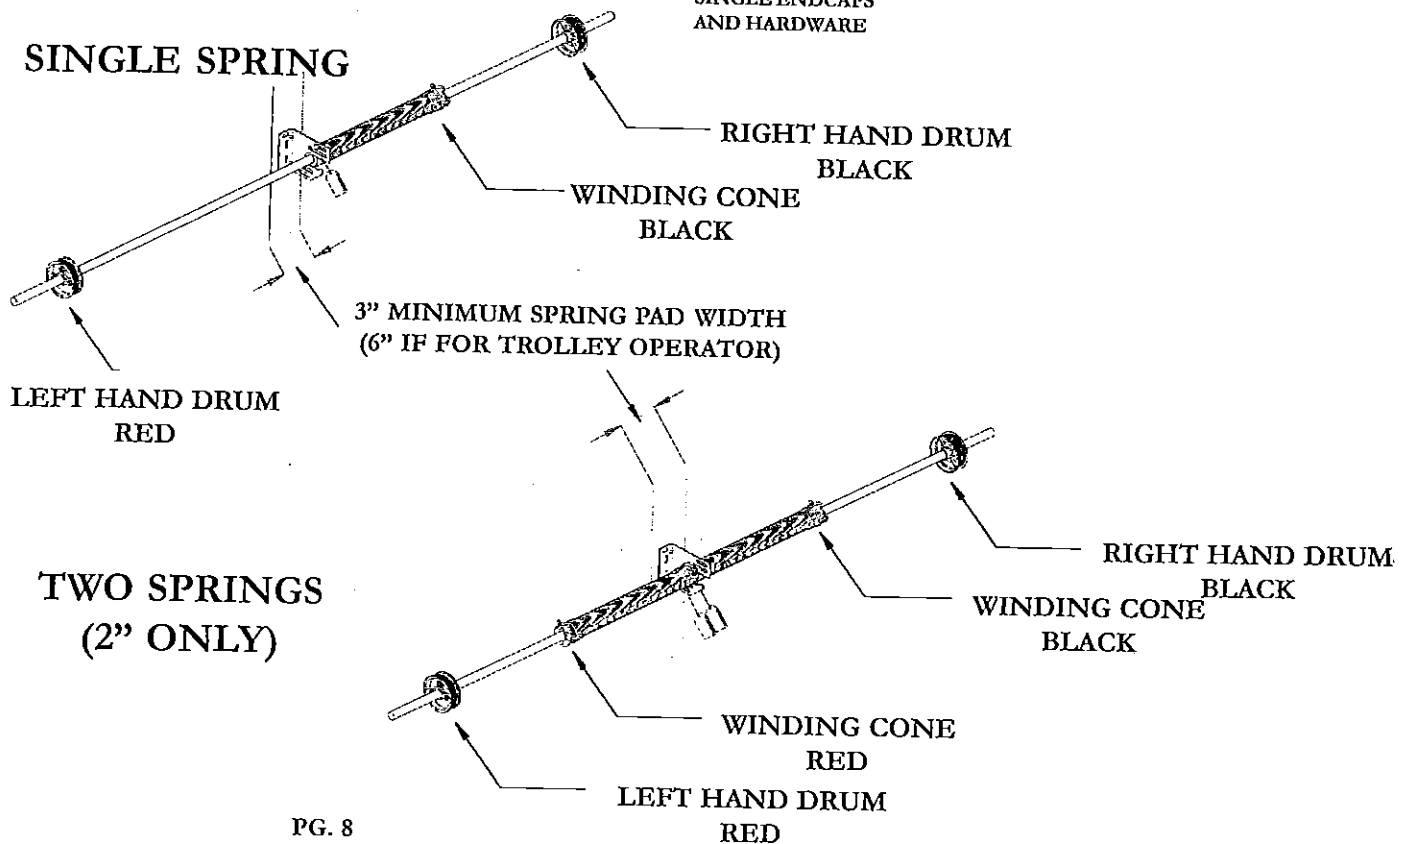 SINGLE ENDCAPS
AND HARDWARE
SINGLE SPRING
RIGHT HAND DRUM
BLACK
WINDING CONE
BLACK
3” MINIMUM SPRING PAD WIDTH
(6” IF FOR TROLLEY OPERATOR)
LEFT HAND DRUM
RED
TWO SPRINGS
(2” ONLY)
RIGHT HAND DRUM
BLACK
WINDING CONE
BLACK
WINDING CONE
RED
LEFT HAND DRUM
RED
PG. 8